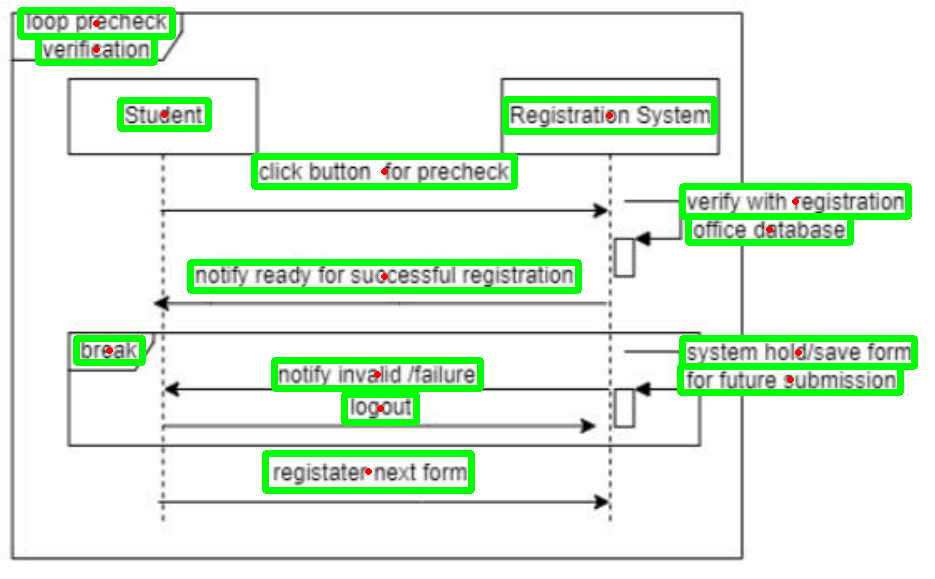 loop precheck
verification
Student
Registration System
click button for precheck
verify with registration
office database
notify ready for successful registration
break
system hold/save form
notify invalid /failure
for future submission
logout
registater next form